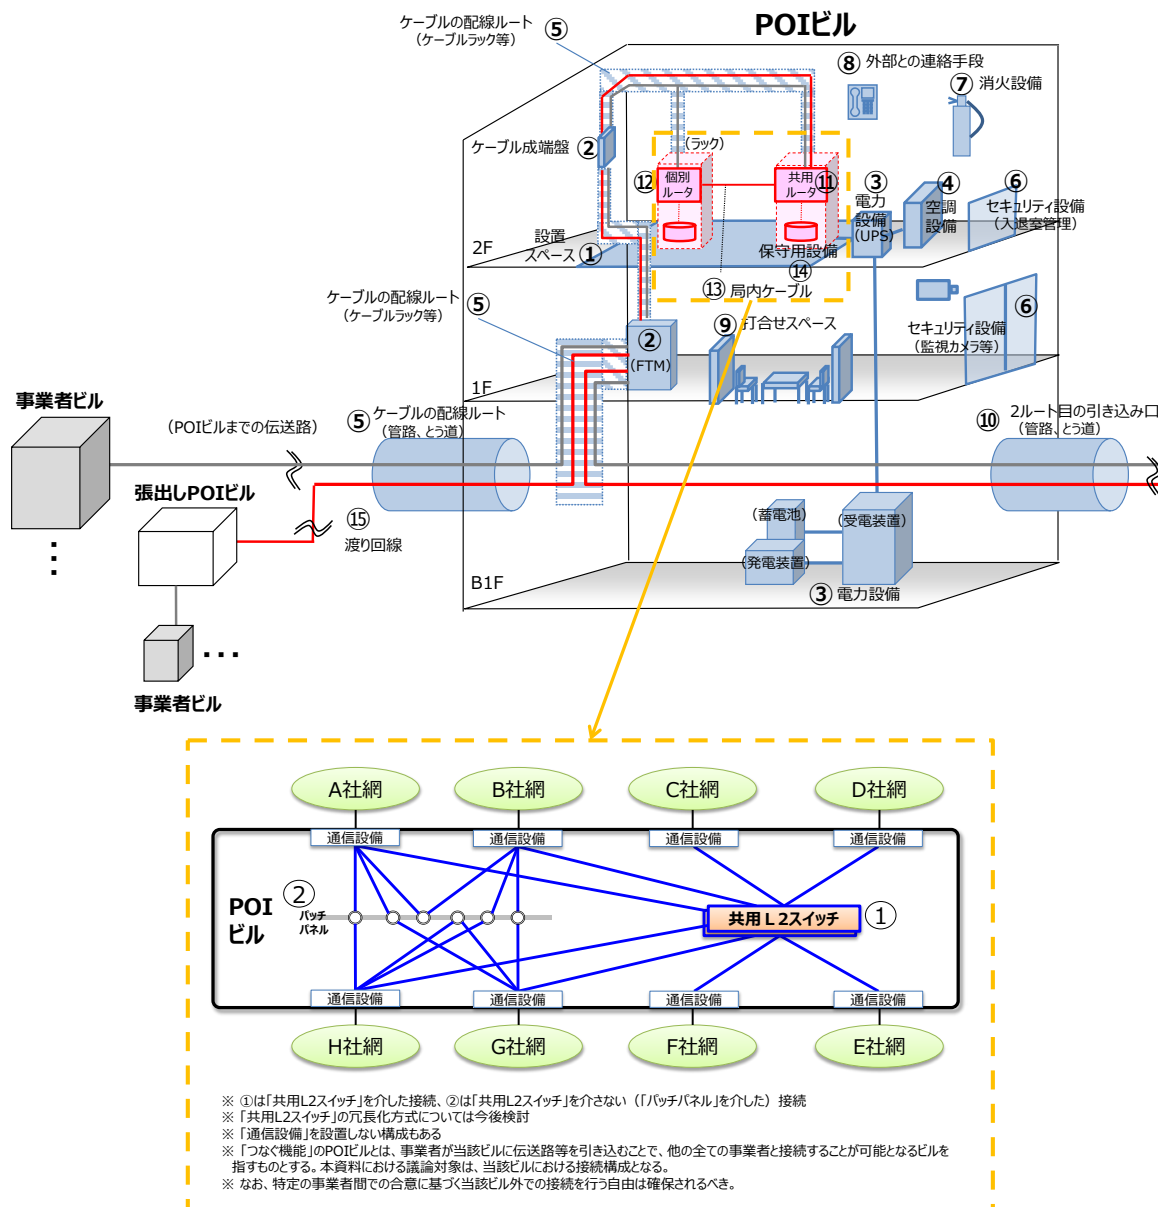 POIビル
ケーブルの配線ルート ⑤
（ケーブルラック等）
⑧ 外部との連絡手段
⑦ 消火設備
ケーブル成端盤 ②
（ラック）
⑫ 個別
ルータ
共用
ルータ ⑪
③
電力
設備
(UPS)
④
空調
設備
⑥
セキュリティ設備
（入退室管理）
2F
設置
スペース ①
保守用設備
⑭
⑬ 局内ケーブル
ケーブルの配線ルート ⑤
（ケーブルラック等）
②
(FTM)
⑨ 打合せスペース
⑥
セキュリティ設備
（監視カメラ等）
1F
事業者ビル
（POIビルまでの伝送路）
⑤ ケーブルの配線ルート
（管路、とう道）
⑩ 2ルート目の引き込み口
（管路、とう道）
張出しPOIビル
⑮
渡り回線
（蓄電池）
（受電装置）
（発電装置）
B1F
③ 電力設備
事業者ビル
A社網
B社網
C社網
D社網
通信設備
通信設備
通信設備
通信設備
POI
ビル
②
パッチ
パネル
共用Ｌ2スイッチ ①
通信設備
通信設備
通信設備
通信設備
H社網
G社網
F社網
E社網
※ ①は「共用L2スイッチ」を介した接続、②は「共用L2スイッチ」を介さない（「パッチパネル」を介した）接続
※ 「共用L2スイッチ」の冗長化方式については今後検討
※ 「通信設備」を設置しない構成もある
※ 「つなぐ機能」のPOIビルとは、事業者が当該ビルに伝送路等を引き込むことで、他の全ての事業者と接続することが可能となるビルを
指すものとする。本資料における議論対象は、当該ビルにおける接続構成となる。
※ なお、特定の事業者間での合意に基づく当該ビル外での接続を行う自由は確保されるべき。